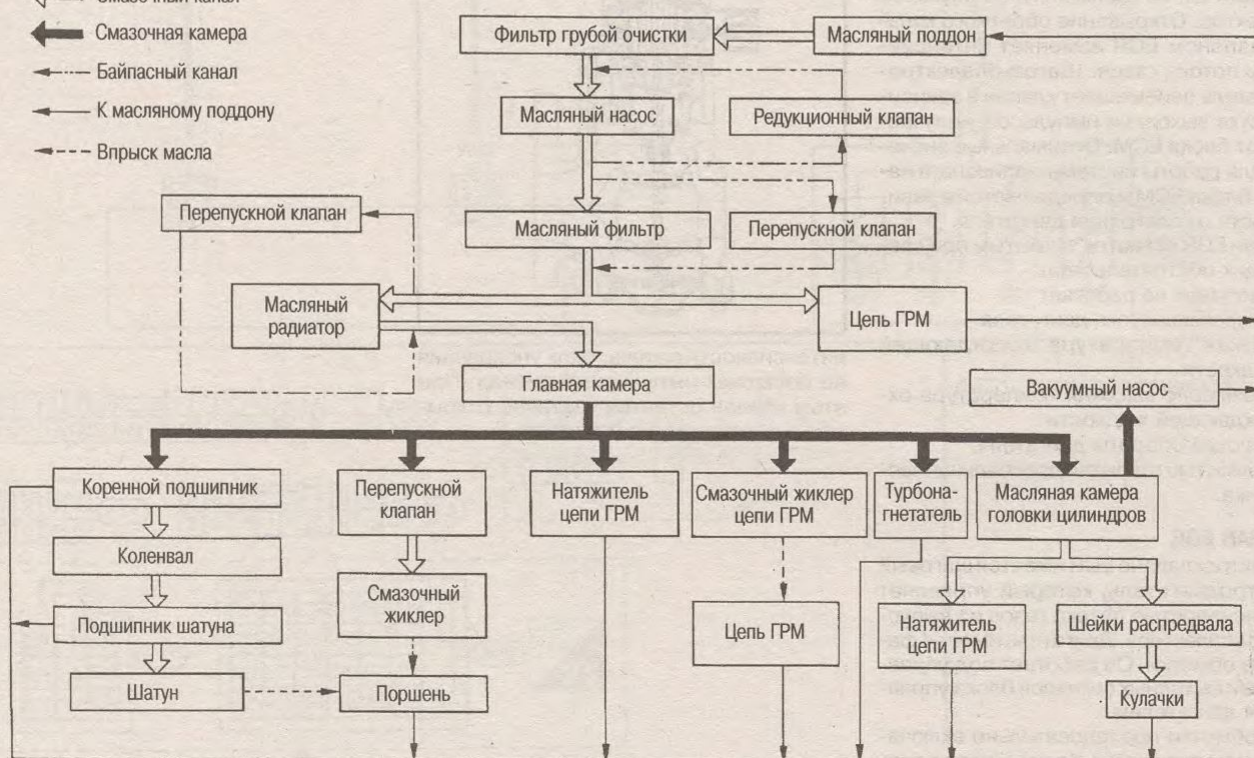 Смазочный канал
Смазочная камера
Байпасный канал
К масляному поддону
Впрыск масла
Фильтр грубой очистки
Масляный поддон
Масляный насос
Редукционный клапан
Перепускной клапан
Масляный фильтр
Перепускной клапан
Масляный
радиатор
Цепь ГРМ
Главная камера
Вакуумный насос
Коренной подшипник
Перепускной
клапан
Натяжитель
цепи ГРМ
Смазочный жиклер
цепи ГРМ
Турбона-
гнетатель
Масляная камера
головки цилиндров
Коленвал
Смазочный
жиклер
Подшипник шатуна
Цепь ГРМ
Натяжитель
цепи ГРМ
Шейки распредвала
Шатун
Поршень
Кулачки